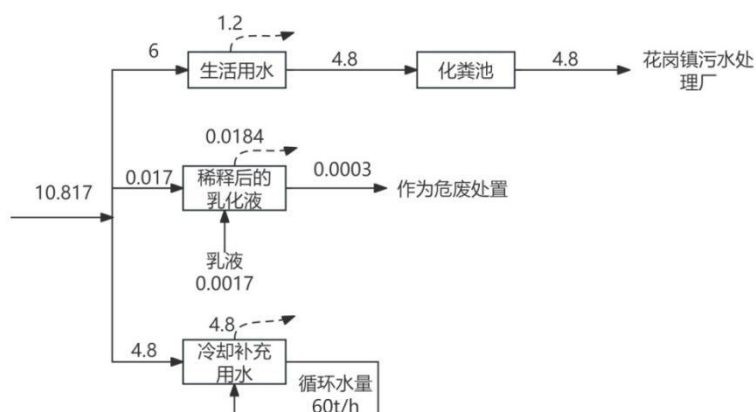 1.2
6
生活用水
4.8
化粪池
4.8
花岗镇污水处
理厂
0.0184
10.817
0.017
稀释后的
乳化液
0.0003
作为危废处置
乳液
0.0017
4.8
4.8
冷却补充
用水
循环水量
60t/h